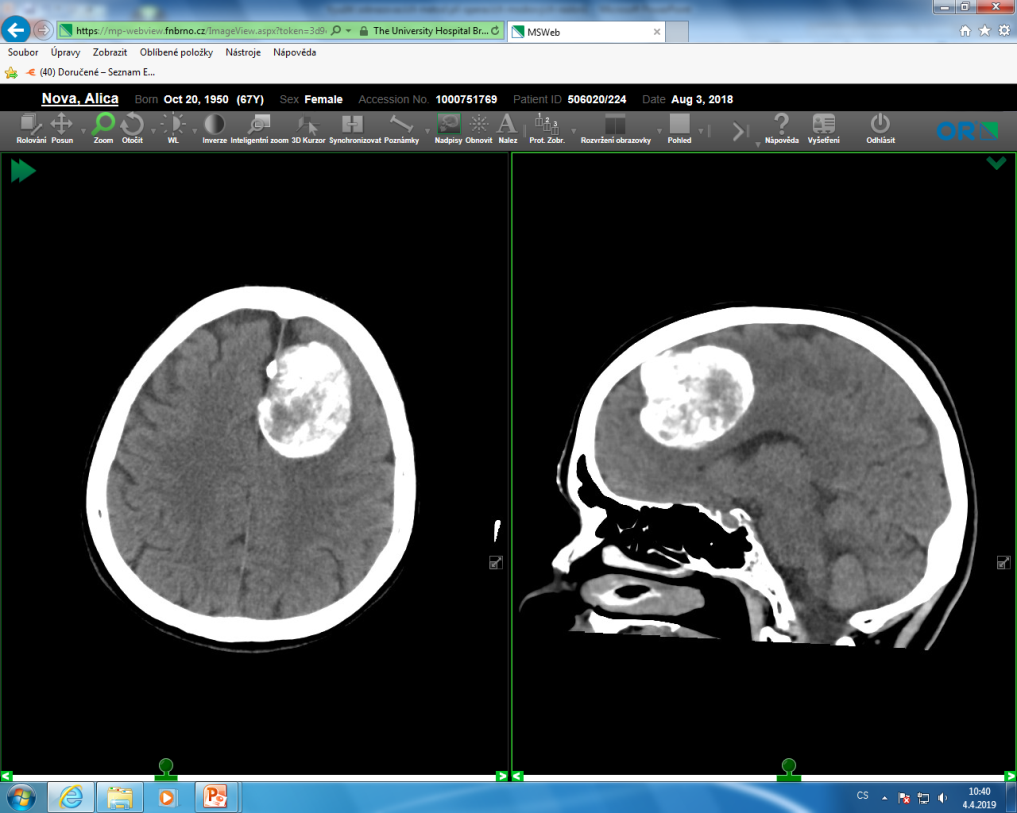 https://mp-webview.fnbrno.cz/ImageView.aspx?token=3d9 The University Hospital Br... MSWeb
Soubor Úpravy Zobrazit Oblíbené položky Nástroje Nápověda
(40) Doručené – Seznam E...
Nova, Alica Born Oct 20, 1950 (67Y) Sex Female Accession No. 1000751769 Patient ID 506020/224 Date Aug 3, 2018
Rolování Posun Zoom Otočit WL Inverze Inteligentní zoom 3D Kurzor Synchronizovat Poznámky Nadpisy Obnovit Nalez Prot. Zobr. Rozvržení obrazovky Pohled Nápověda Vyšetření Odhlásit
CS 10:40
4.4.2019